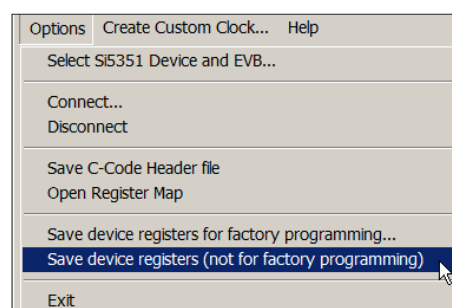 Options Create Custom Clock... Help
Select Si5351 Device and EVB...
Connect...
Disconnect
Save C-Code Header file
Open Register Map
Save device registers for factory programming...
Save device registers (not for factory programming)
Exit